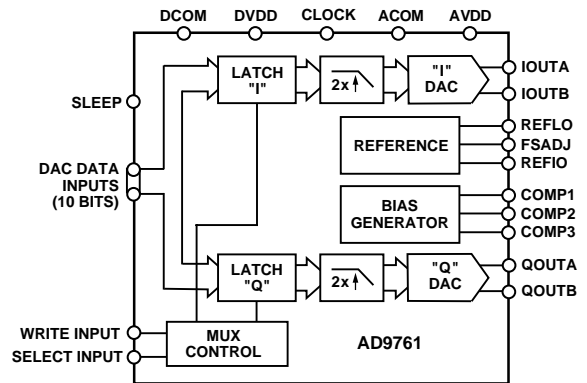 DCOM DVDD CLOCK ACOM AVDD
SLEEP
DAC DATA
INPUTS
(10 BITS)
WRITE INPUT
SELECT INPUT
LATCH
"I"
2x
"I"
DAC
IOUTA
IOUTB
REFERENCE
REFLO
FSADJ
REFIO
BIAS
GENERATOR
COMP1
COMP2
COMP3
LATCH
"Q"
2x
"Q"
DAC
QOUTA
QOUTB
MUX
CONTROL
AD9761